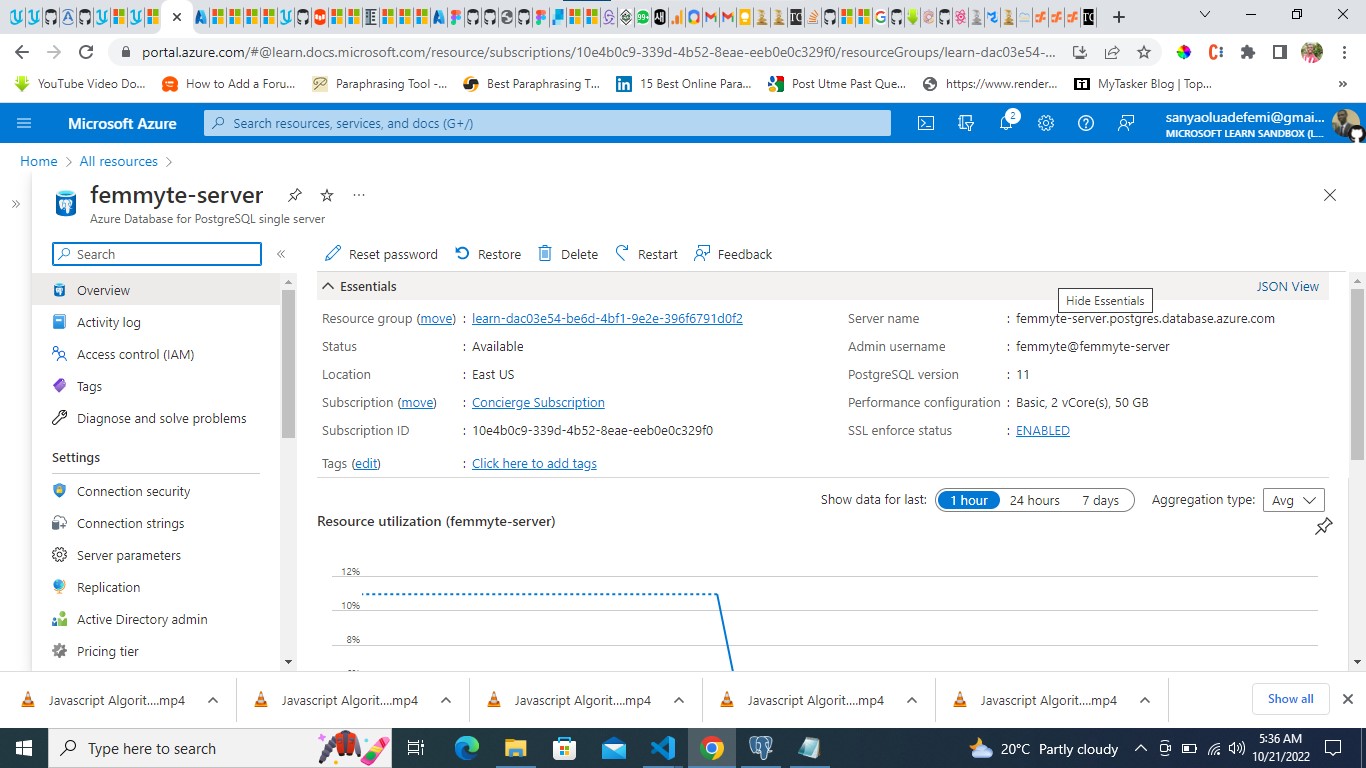 portal.azure.com/#@learn.docs.microsoft.com/resource/subscriptions/10e4b0c9-339d-4b52-8eae-eeb0e0c329f0/resourceGroups/learn-dac03e54-...
YouTube Video Do... How to Add a Foru... Paraphrasing Tool -... Best Paraphrasing T... 15 Best Online Para... Post Utme Past Que... https://www.render... MyTasker Blog | Top... »
Microsoft Azure Search resources, services, and docs (G+/) 2 sanyaoluadefemi@gmai...
MICROSOFT LEARN SANDBOX (L...
Home > All resources >
femmyte-server ...
Azure Database for PostgreSQL single server
Search « Reset password Restore Delete Restart Feedback
Overview
Activity log
Access control (IAM)
Tags
Diagnose and solve problems
Settings
Connection security
Connection strings
Server parameters
Replication
Active Directory admin
Pricing tier
Essentials JSON View
Hide Essentials
Resource group (move) : learn-dac03e54-be6d-4bf1-9e2e-396f6791d0f2
Status : Available
Location : East US
Subscription (move) : Concierge Subscription
Subscription ID : 10e4b0c9-339d-4b52-8eae-eeb0e0c329f0
Tags (edit) : Click here to add tags
Server name : femmyte-server.postgres.database.azure.com
Admin username : femmyte@femmyte-server
PostgreSQL version : 11
Performance configuration : Basic, 2 vCore(s), 50 GB
SSL enforce status : ENABLED
Show data for last: 1 hour 24 hours 7 days Aggregation type: Avg
Resource utilization (femmyte-server)
12%
10%
8%
Javascript Algorit....mp4 Javascript Algorit....mp4 Javascript Algorit....mp4 Javascript Algorit....mp4 Javascript Algorit....mp4 Show all
Type here to search 20°C Partly cloudy 5:36 AM
10/21/2022